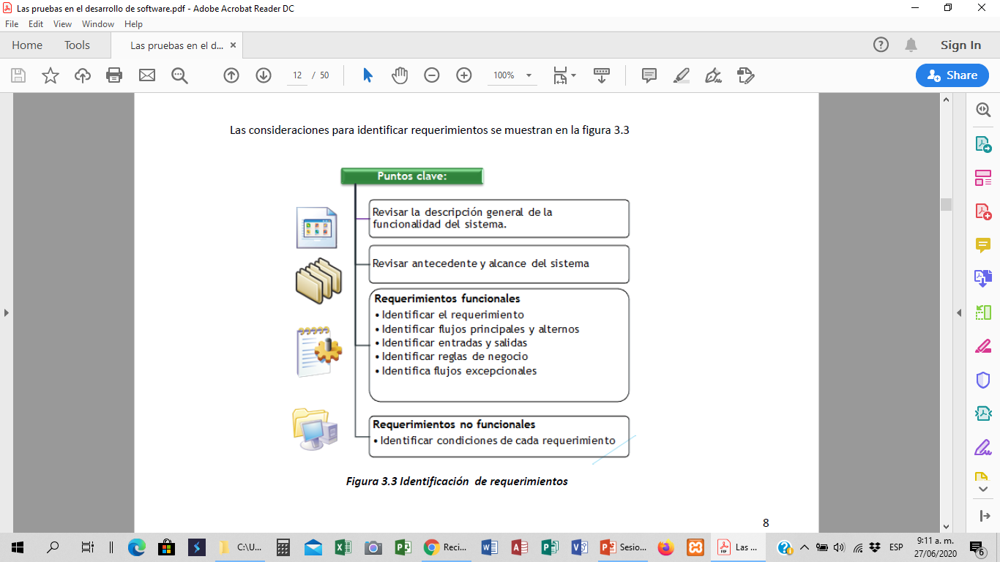 Las pruebas en el desarrollo de software.pdf - Adobe Acrobat Reader DC
File Edit View Window Help
Home Tools Las pruebas en el d... × Sign In
12 / 50 100% Share
Las consideraciones para identificar requerimientos se muestran en la figura 3.3
Puntos clave:
Revisar la descripción general de la
funcionalidad del sistema.
Revisar antecedente y alcance del sistema
Requerimientos funcionales
• Identificar el requerimiento
• Identificar flujos principales y alternos
• Identificar entradas y salidas
• Identificar reglas de negocio
• Identifica flujos excepcionales
Requerimientos no funcionales
• Identificar condiciones de cada requerimiento
Figura 3.3 Identificación de requerimientos
8
C:\U... Reci... Sesio... Las ... ESP 9:11 a. m.
27/06/2020 6